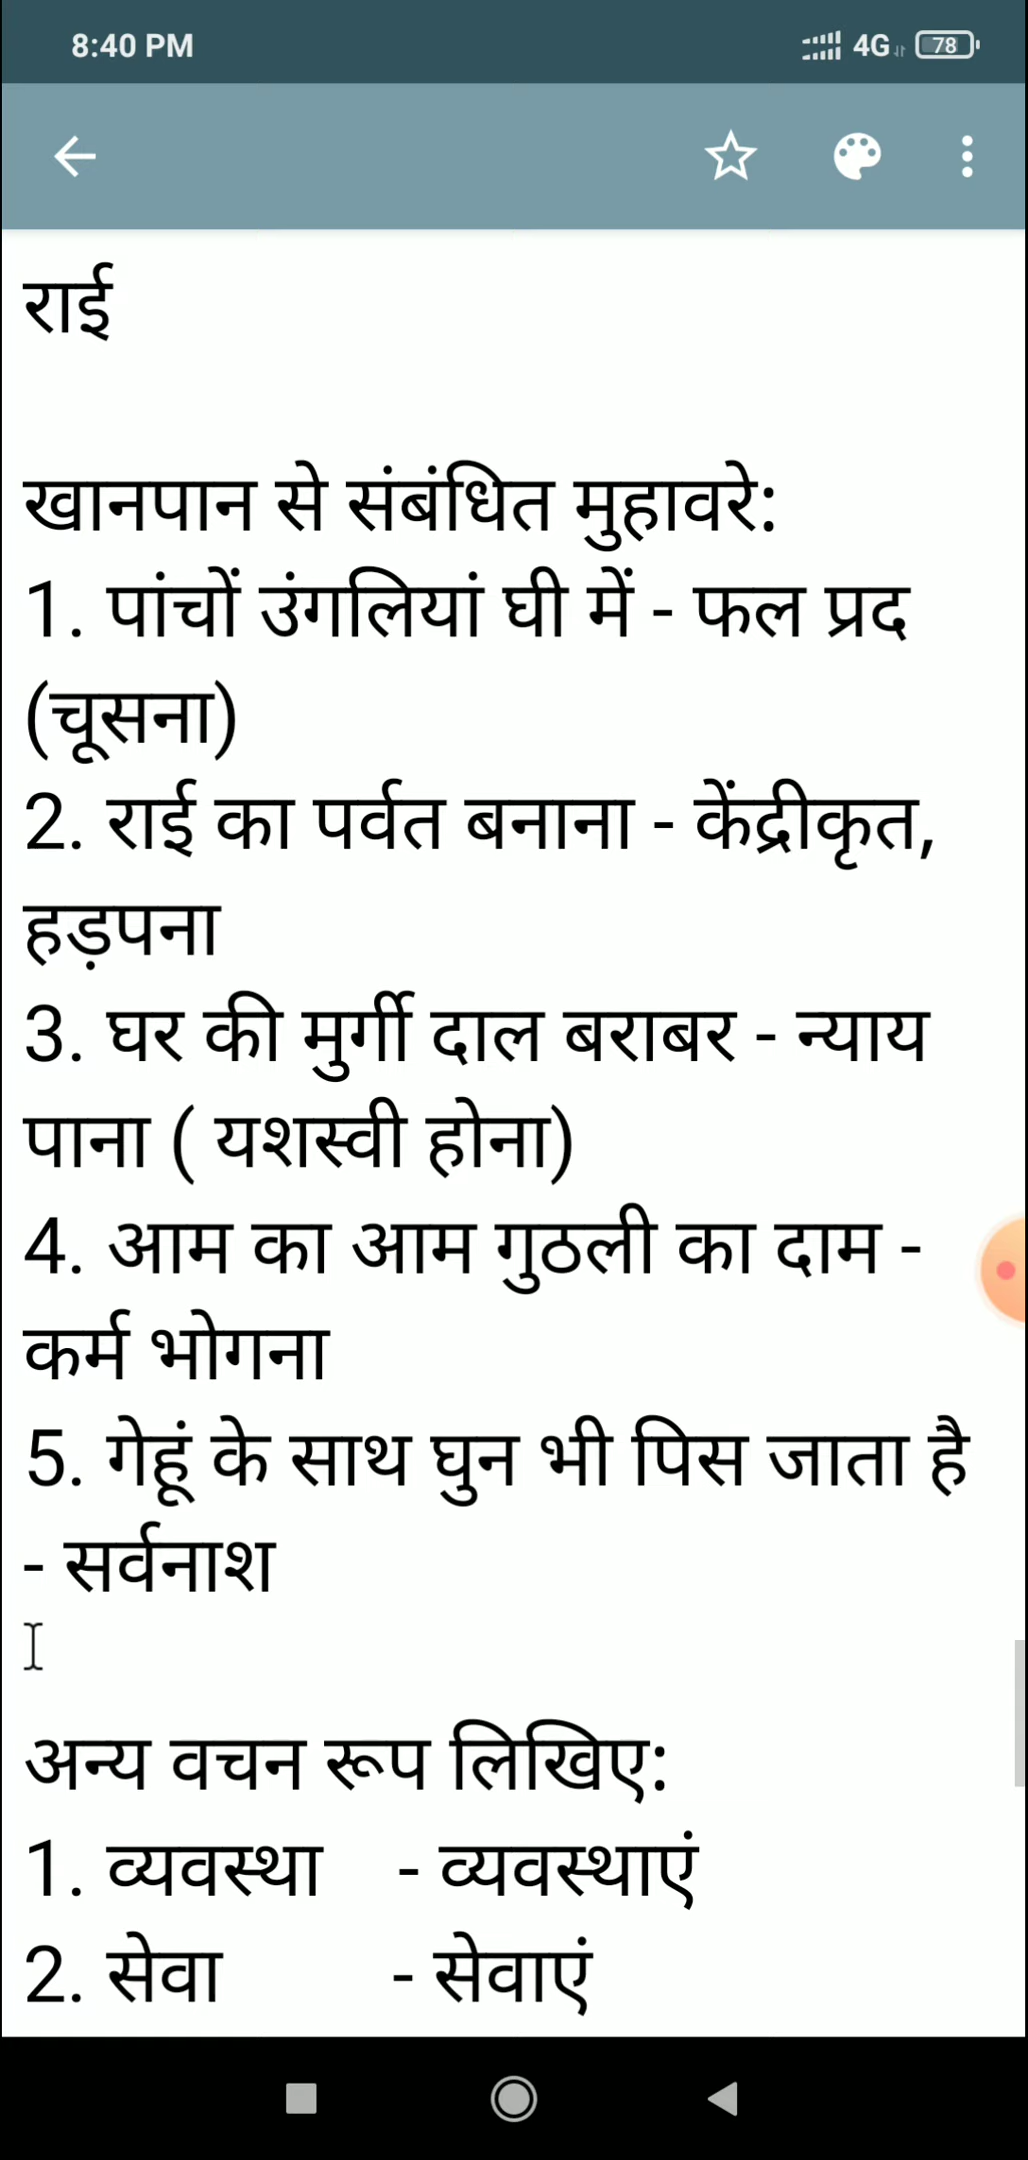 8:40 PM
4G
78
राई
खानपान से संबंधित मुहावरे:
1. पांचों उंगलियां घी में - फल प्रद
(चूसना)
2. राई का पर्वत बनाना - केंद्रीकृत,
हड़पना
3. घर की मुर्गी दाल बराबर - न्याय
पाना ( यशस्वी होना)
4. आम का आम गुठली का दाम -
कर्म भोगना
5. गेहूं के साथ घुन भी पिस जाता है
- सर्वनाश
अन्य वचन रूप लिखिए:
1. व्यवस्था - व्यवस्थाएं
2. सेवा - सेवाएं